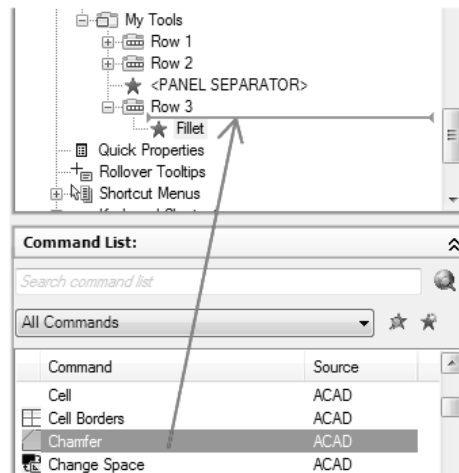 My Tools
Row 1
Row 2
<PANEL SEPARATOR>
Row 3
Fillet
Quick Properties
Rollover Tooltips
Shortcut Menus
Command List:
Search command list
All Commands
Command Source
Cell ACAD
Cell Borders ACAD
Chamfer ACAD
Change Space ACAD